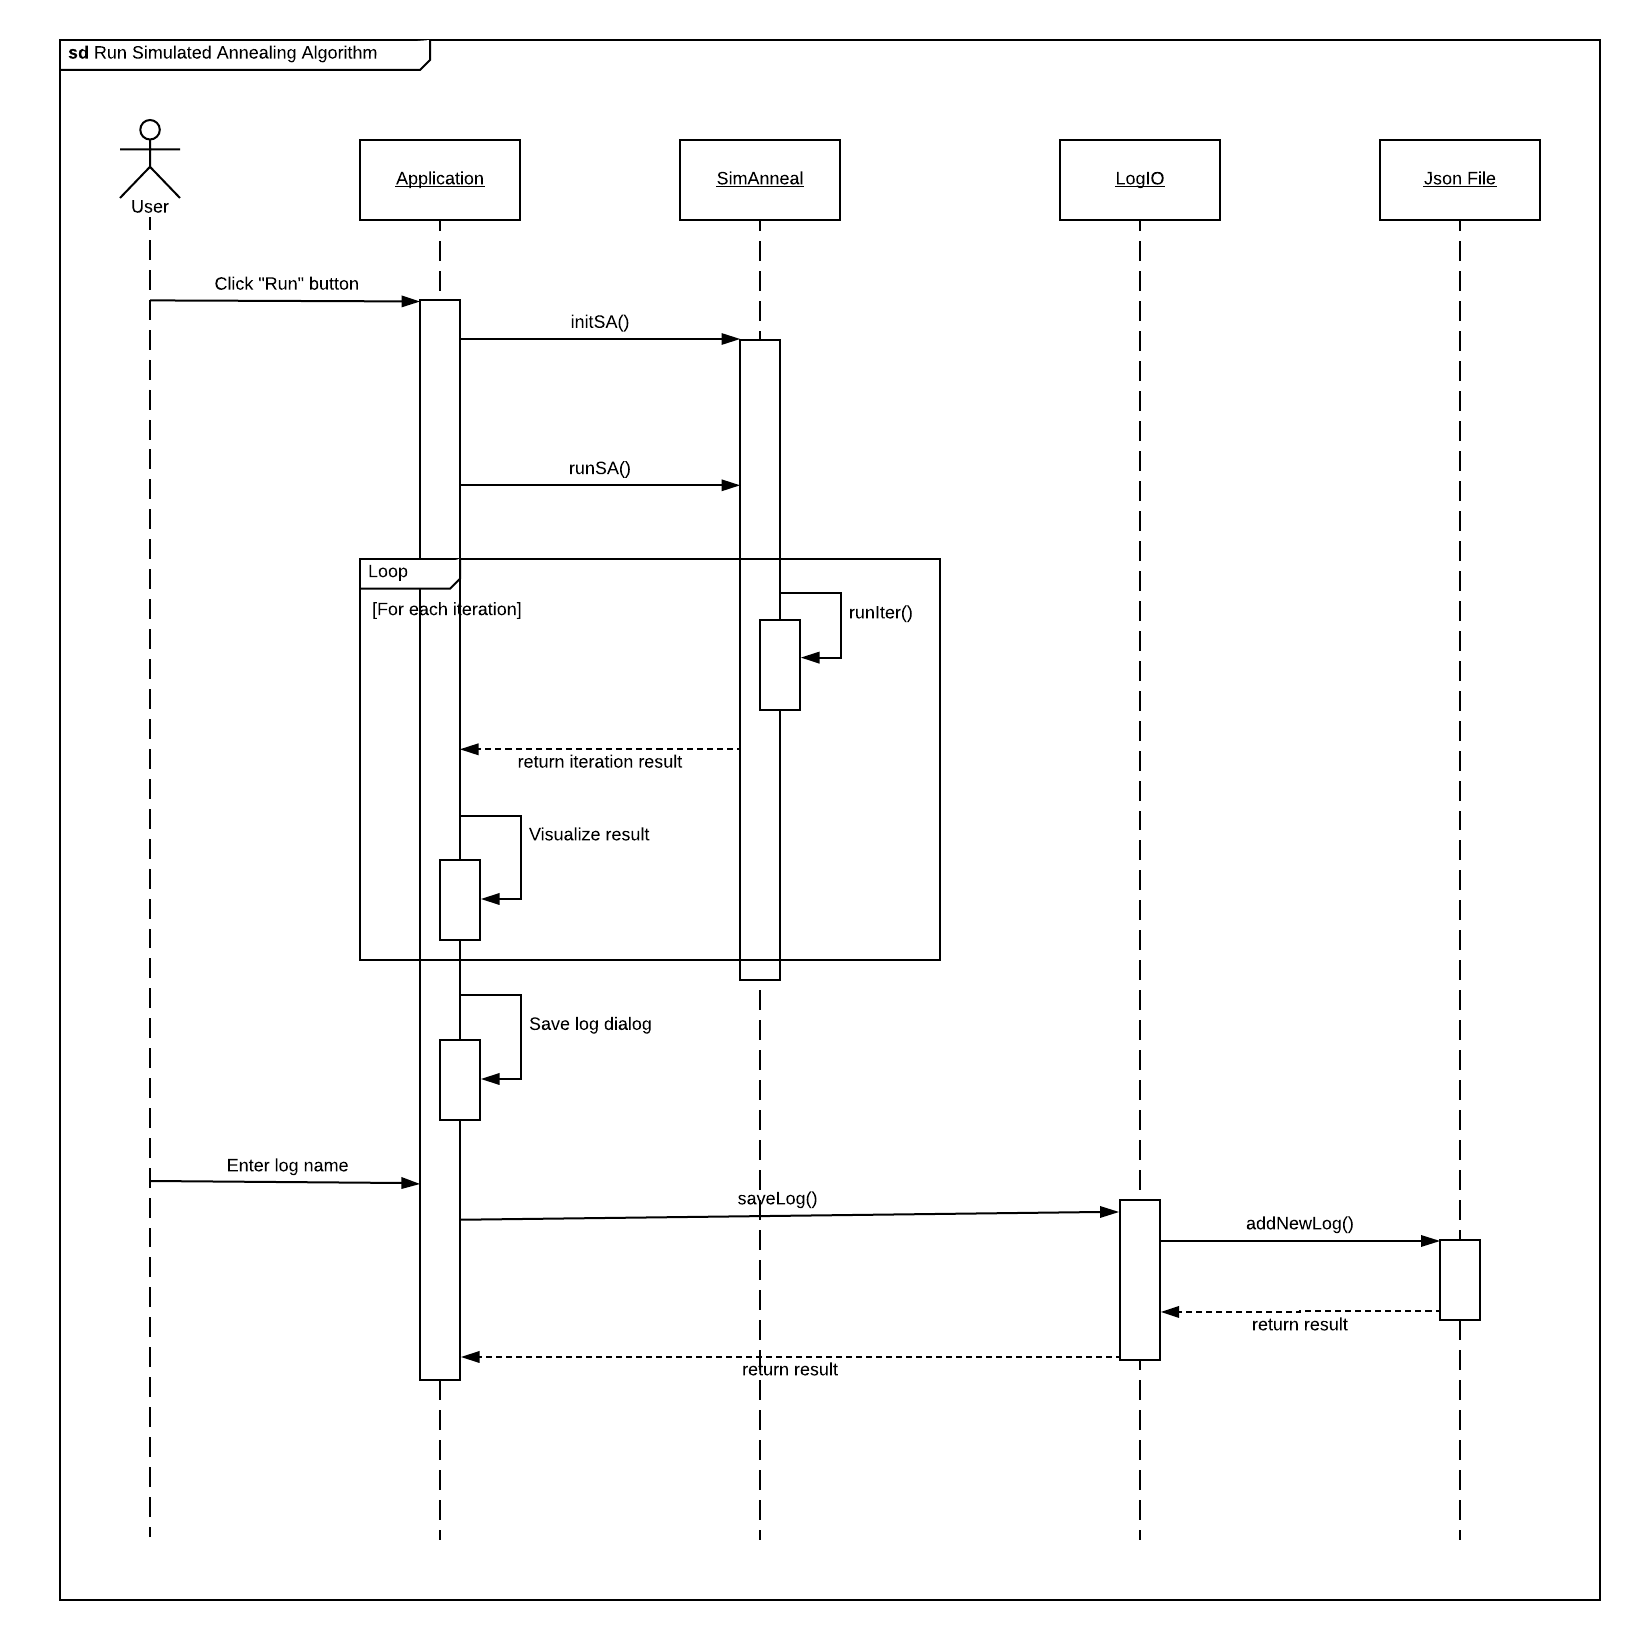 sd Run Simulated Annealing Algorithm
User
Application
SimAnneal
LogIO
Json File
Click "Run" button
initSA()
runSA()
Loop
[For each iteration]
runIter()
return iteration result
Visualize result
Save log dialog
Enter log name
saveLog()
addNewLog()
return result
return result